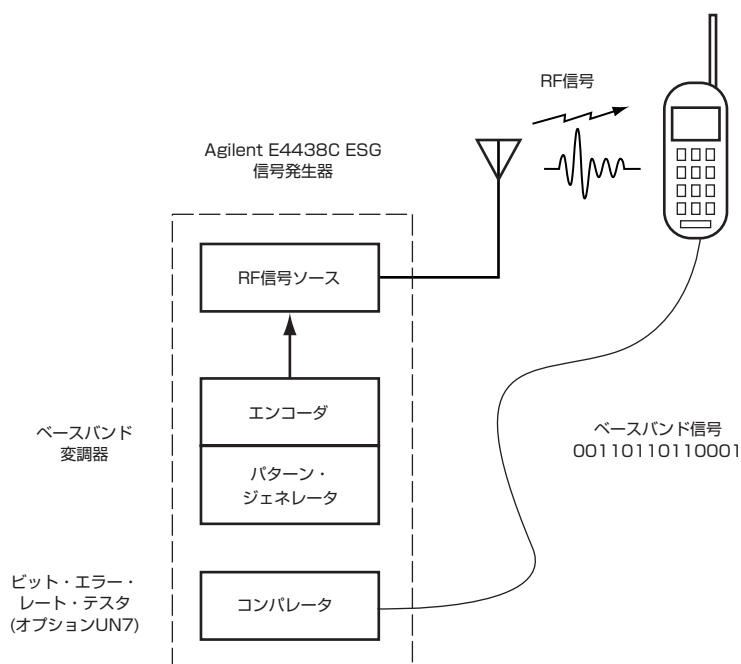 RF信号
Agilent E4438C ESG
信号発生器
RF信号ソース
エンコーダ
ベースバンド
変調器
パターン・
ジェネレータ
ベースバンド信号
00110110110001
ビット・エラー・
レート・テスタ
(オプションUN7)
コンパレータ